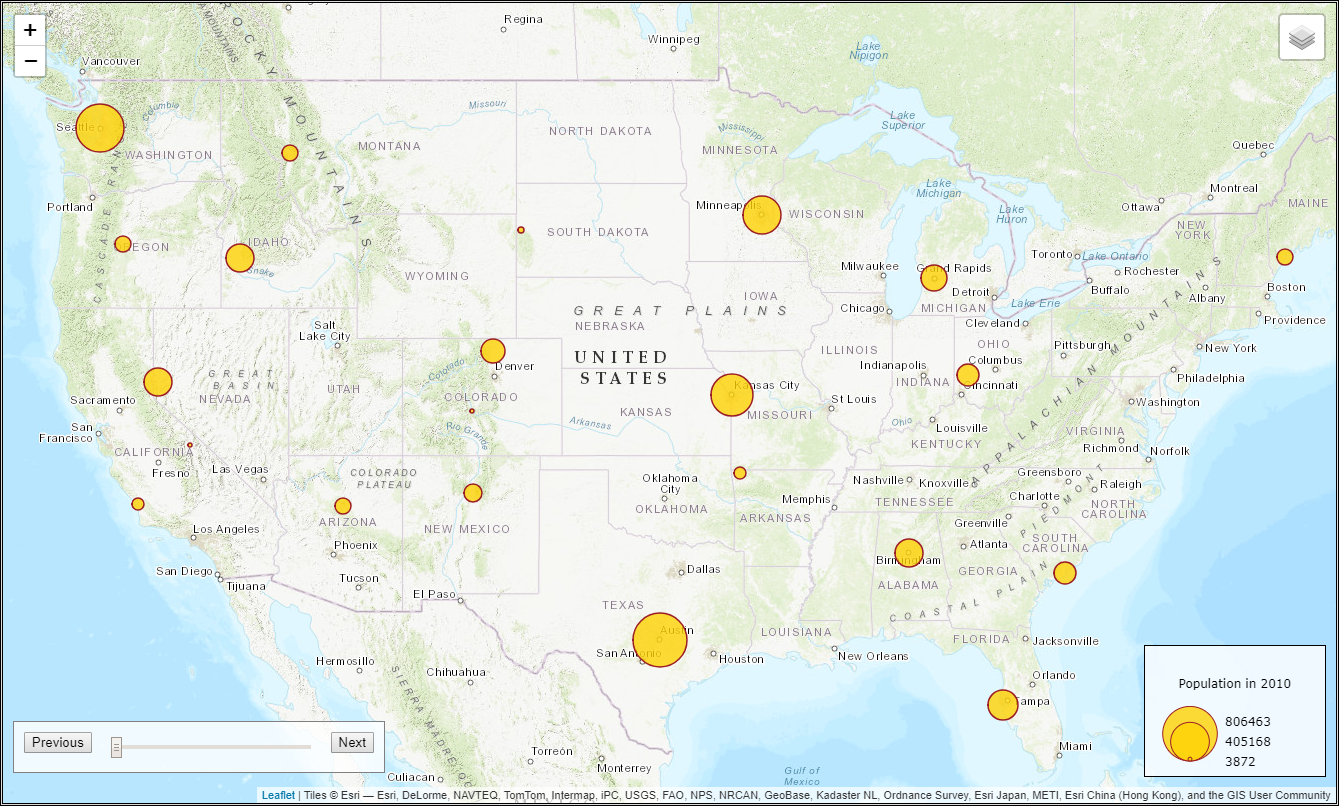 +
−
Regina
Winnipeg
Vancouver
Lake
Nipigon
ROCKY MOUNTAINS
Columbia
Missouri
Mississippi
Lake
Superior
Seattle
WASHINGTON
MONTANA
NORTH DAKOTA
MINNESOTA
Quebec
Portland
Minneapolis
WISCONSIN
Lake
Michigan
Lake
Huron
Ottawa
Montreal
MAINE
CASCADE RANGE
OREGON
IDAHO
Snake
SOUTH DAKOTA
NEW
YORK
Toronto
Lake Ontario
Rochester
WYOMING
Milwaukee
Grand Rapids
Detroit
Buffalo
Albany
Boston
IOWA
GREAT PLAINS
Chicago
MICHIGAN
Lake Erie
Providence
Salt
Lake City
NEBRASKA
Cleveland
APPALACHIAN MOUNTAINS
UNITED
STATES
ILLINOIS
OHIO
Pittsburgh
New York
Denver
Colorado
Indianapolis
Columbus
GREAT
BASIN
NEVADA
UTAH
COLORADO
Kansas City
INDIANA
Cincinnati
Philadelphia
Sacramento
KANSAS
MISSOURI
St Louis
Washington
San
Francisco
Rio Grande
Arkansas
Ohio
Louisville
VIRGINIA
CALIFORNIA
KENTUCKY
Richmond
Norfolk
Fresno
Las Vegas
COLORADO
PLATEAU
Oklahoma
City
Nashville
Knoxville
Greensboro
Raleigh
Memphis
TENNESSEE
Charlotte
NORTH
CAROLINA
OKLAHOMA
ARKANSAS
Los Angeles
ARIZONA
NEW MEXICO
Greenville
PIEDMONT
Phoenix
Birmingham
Atlanta
SOUTH
CAROLINA
San Diego
Tucson
Dallas
ALABAMA
GEORGIA
Tijuana
El Paso
TEXAS
COASTAL PLAIN
Austin
LOUISIANA
FLORIDA
Jacksonville
San Antonio
Houston
New Orleans
Hermosillo
Chihuahua
SIERRA MADRE
Orlando
Tampa
Torreón
Monterrey
Miami
Culiacan
Gulf of
Mexico
Population in 2010
806463
405168
3872
Previous
Next
Leaflet | Tiles © Esri — Esri, DeLorme, NAVTEQ, TomTom, Intermap, iPC, USGS, FAO, NPS, NRCAN, GeoBase, Kadaster NL, Ordnance Survey, Esri Japan, METI, Esri China (Hong Kong), and the GIS User Community